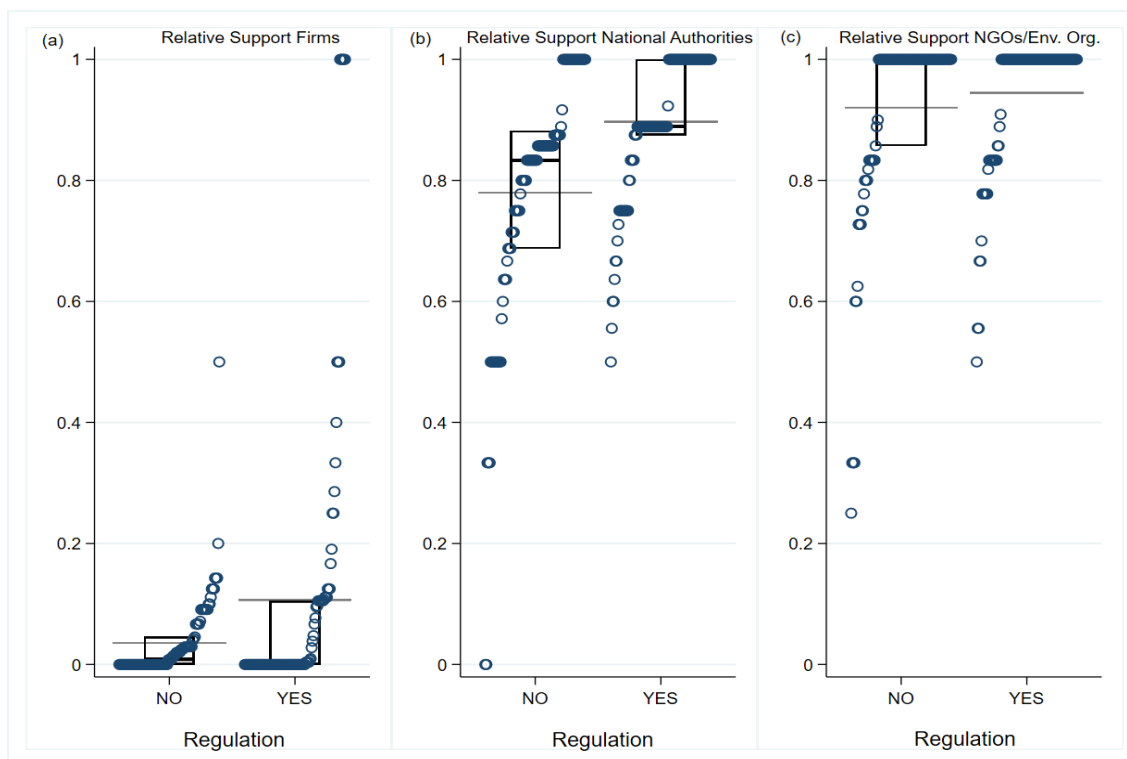 (a) Relative Support Firms
1
0.8
0.6
0.4
0.2
0
NO YES
Regulation
(b) Relative Support National Authorities
1
0.8
0.6
0.4
0.2
0
NO YES
Regulation
(c) Relative Support NGOs/Env. Org.
1
0.8
0.6
0.4
0.2
0
NO YES
Regulation